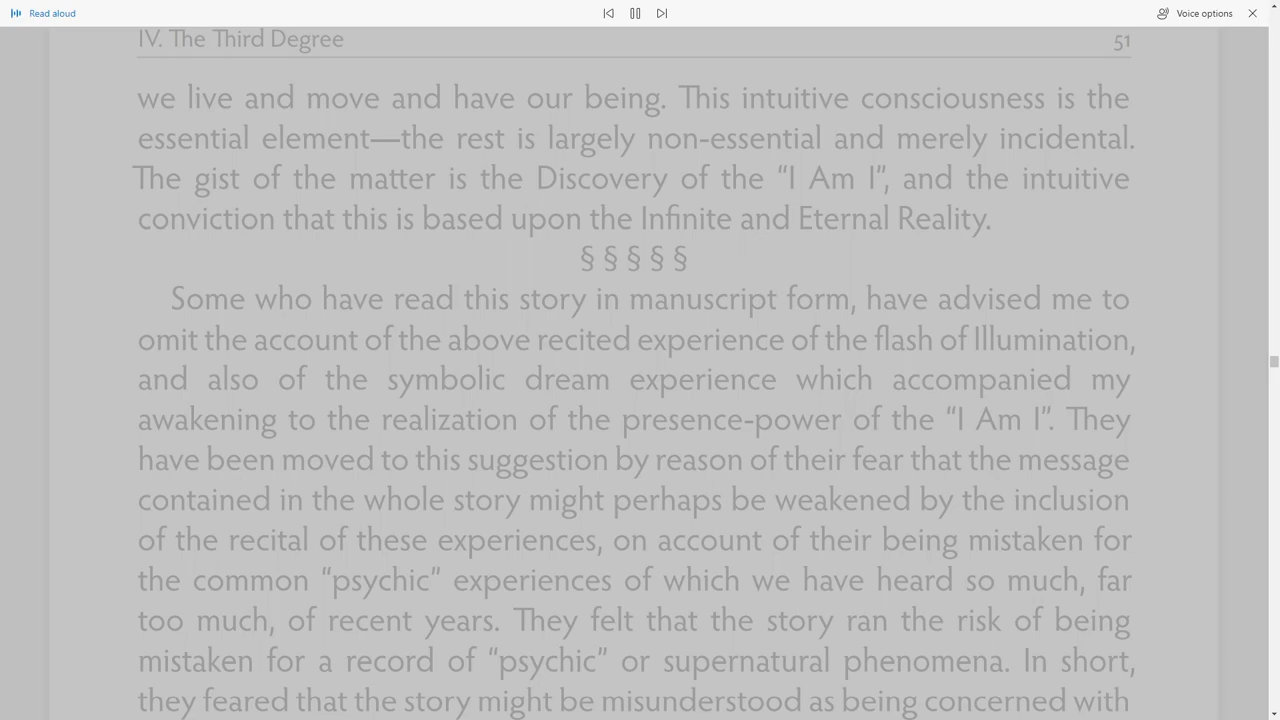 Read aloud
Voice options
IV. The Third Degree 51
we live and move and have our being. This intuitive consciousness is the
essential element—the rest is largely non-essential and merely incidental.
The gist of the matter is the Discovery of the “I Am I”, and the intuitive
conviction that this is based upon the Infinite and Eternal Reality.
§ § § § §
Some who have read this story in manuscript form, have advised me to
omit the account of the above recited experience of the flash of Illumination,
and also of the symbolic dream experience which accompanied my
awakening to the realization of the presence-power of the “I Am I”. They
have been moved to this suggestion by reason of their fear that the message
contained in the whole story might perhaps be weakened by the inclusion
of the recital of these experiences, on account of their being mistaken for
the common “psychic” experiences of which we have heard so much, far
too much, of recent years. They felt that the story ran the risk of being
mistaken for a record of “psychic” or supernatural phenomena. In short,
they feared that the story might be misunderstood as being concerned with